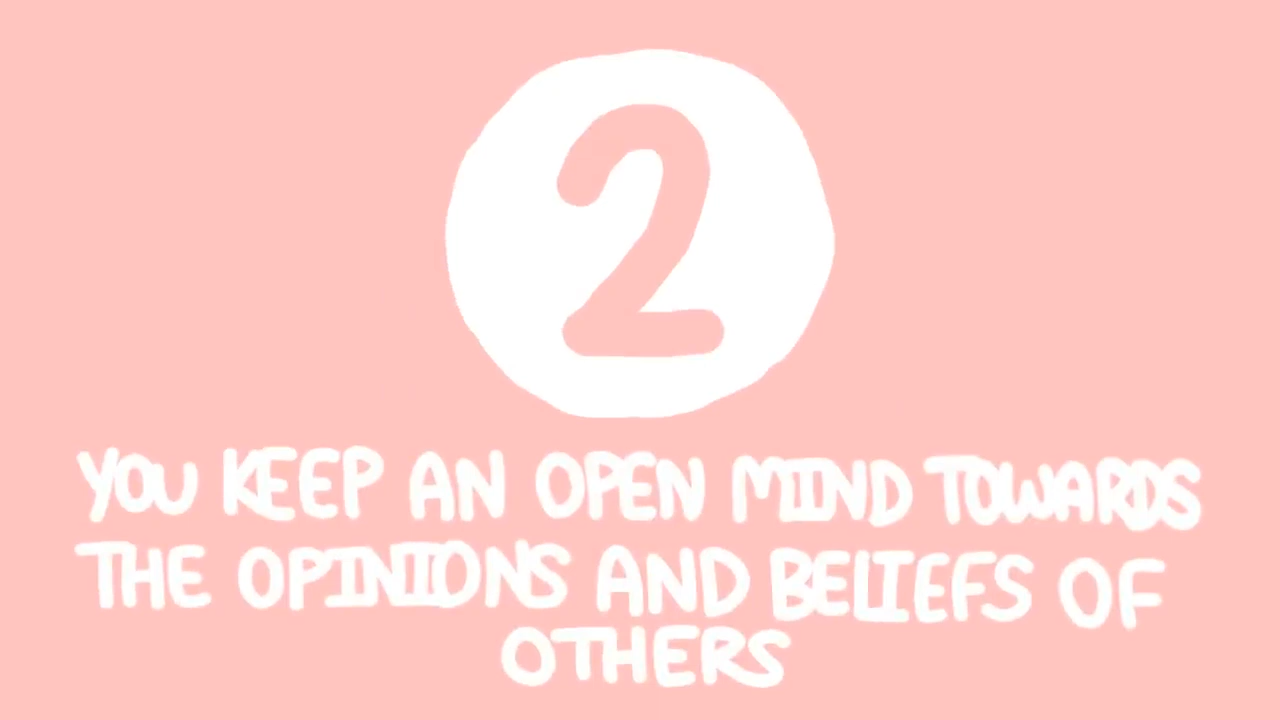 2
YOU KEEP AN OPEN MIND TOWARDS
THE OPINIONS AND BELIEFS OF
OTHERS